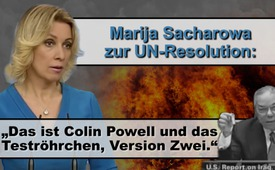 Marija Sacharowa
zur UN-Resolution:
„Das ist Colin Powell und das
Teströhrchen, Version Zwei.“
U.S. Report on Iraq